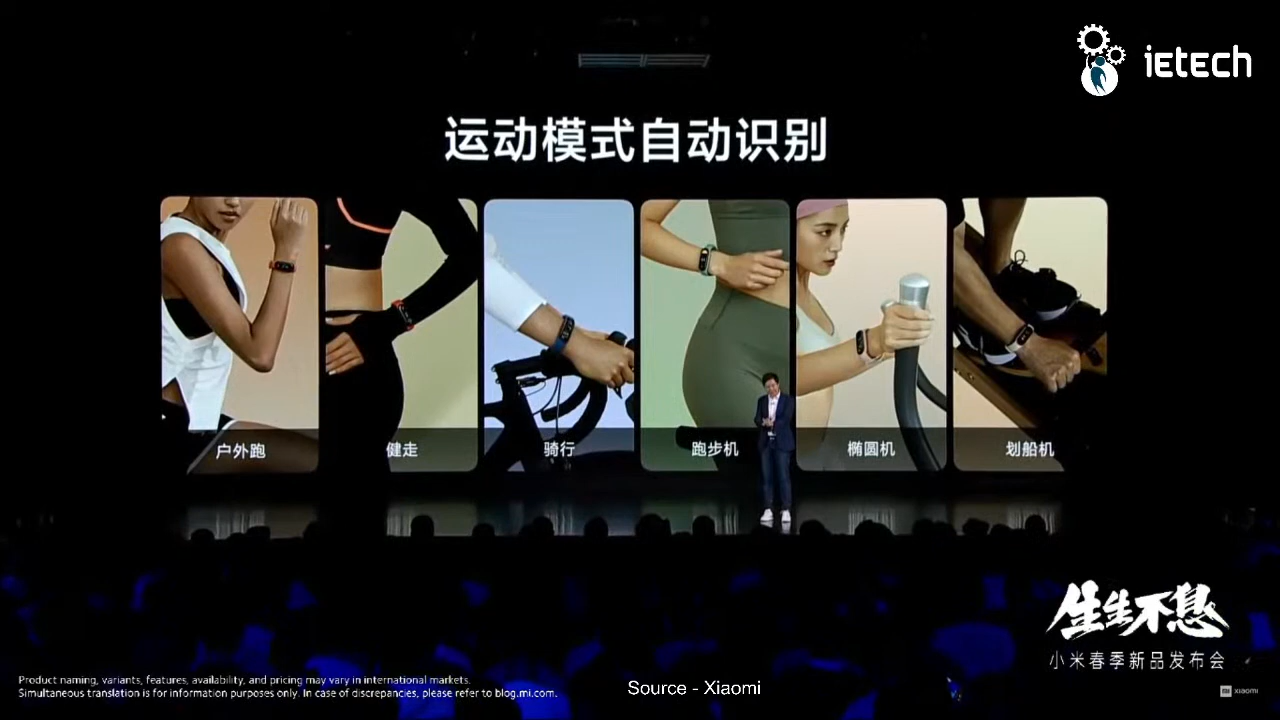 ietech
运动模式自动识别
户外跑
健走
骑行
跑步机
椭圆机
划船机
生生不息
小米春季新品发布会
Product naming, variants, features, availability, and pricing may vary in international markets.
Simultaneous translation is for information purposes only. In case of discrepancies, please refer to blog.mi.com.
Source - Xiaomi
mi xiaomi